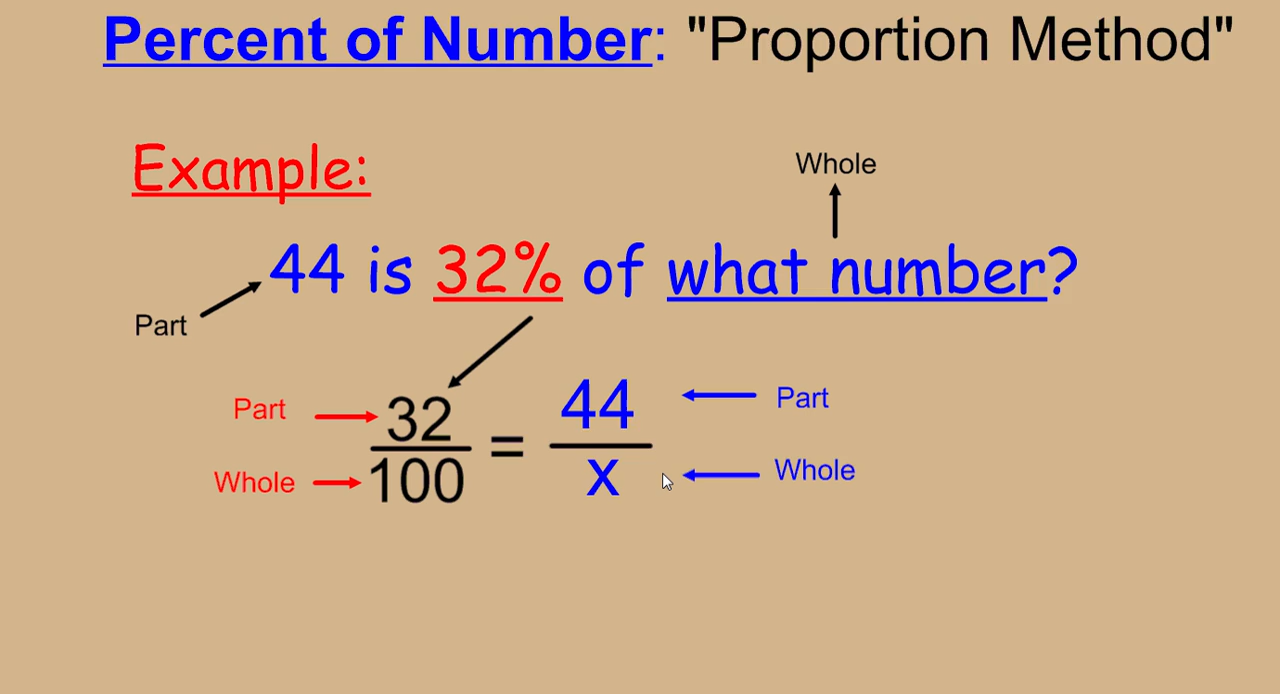 Percent of Number: "Proportion Method"
Example:
Whole
44 is 32% of what number?
Part
Part 32 = 44 Part
Whole 100 x Whole